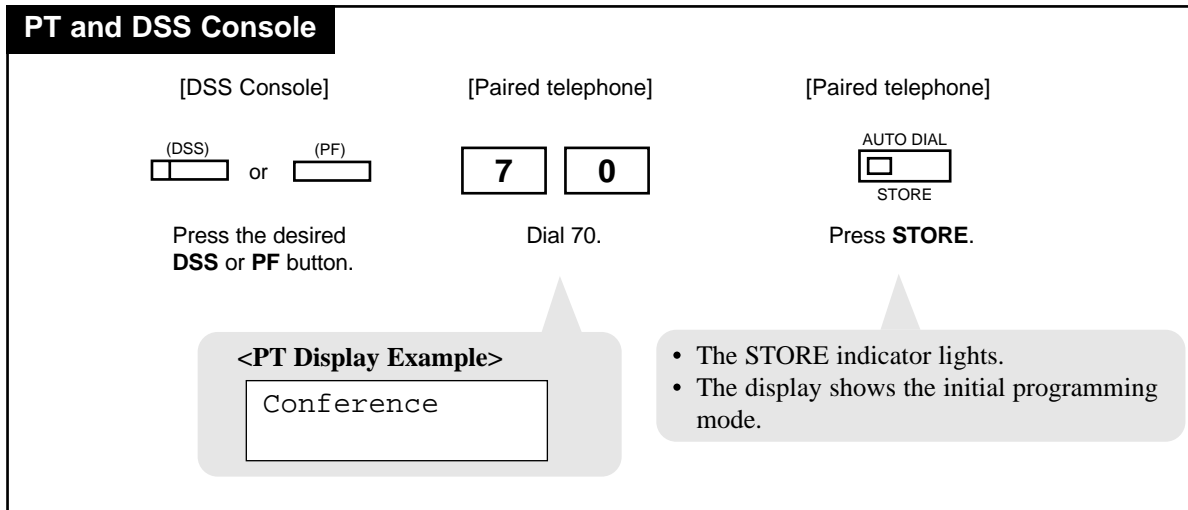 PT and DSS Console
[DSS Console] [Paired telephone] [Paired telephone]
(DSS) or (PF)
7 0
AUTO DIAL
STORE
Press the desired
DSS or PF button.
Dial 70.
Press STORE.
<PT Display Example>
Conference
• The STORE indicator lights.
• The display shows the initial programming
mode.